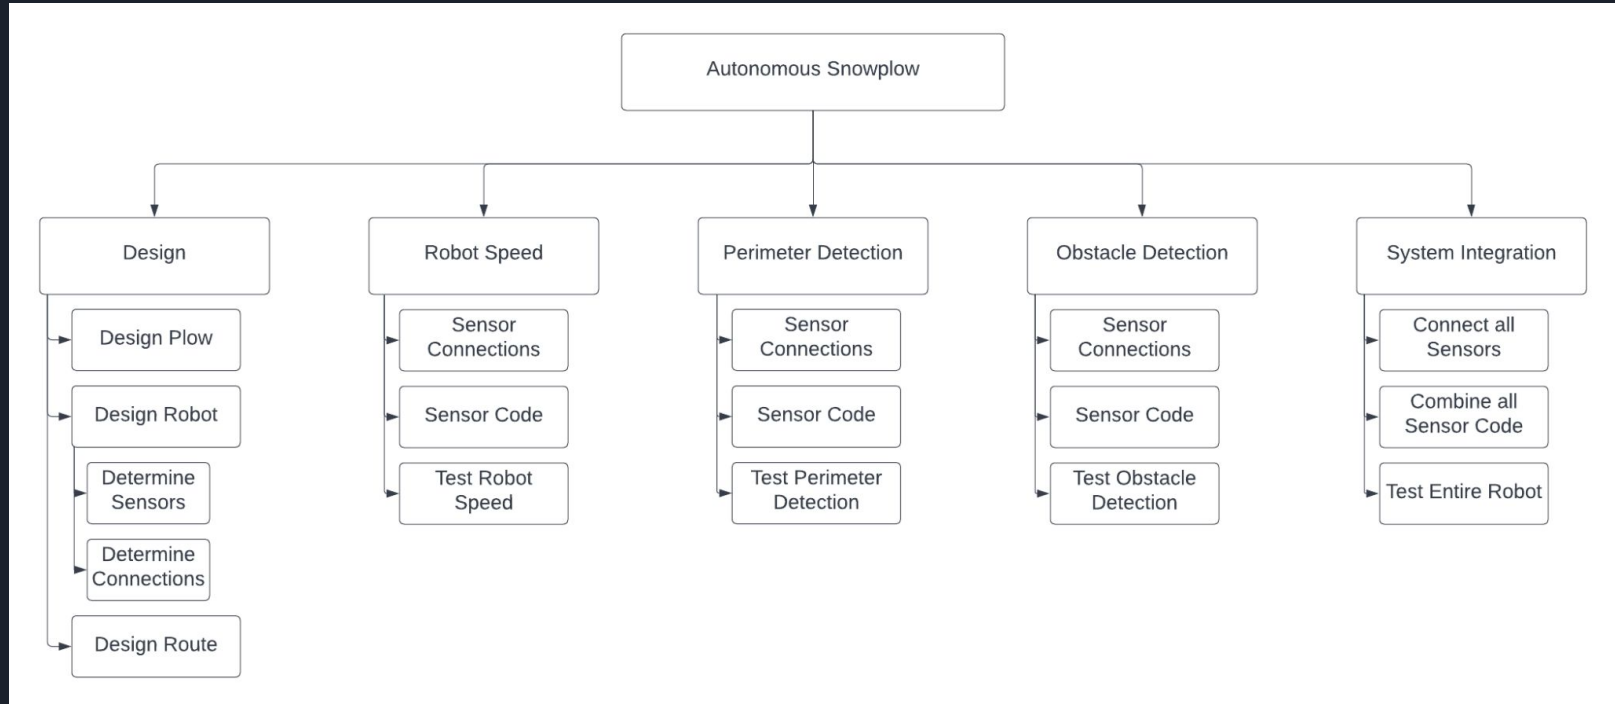 Autonomous Snowplow
Design
Robot Speed
Perimeter Detection
Obstacle Detection
System Integration
Design Plow
Design Robot
Determine
Sensors
Determine
Connections
Design Route
Sensor
Connections
Sensor Code
Test Robot
Speed
Sensor
Connections
Sensor Code
Test Perimeter
Detection
Sensor
Connections
Sensor Code
Test Obstacle
Detection
Connect all
Sensors
Combine all
Sensor Code
Test Entire Robot